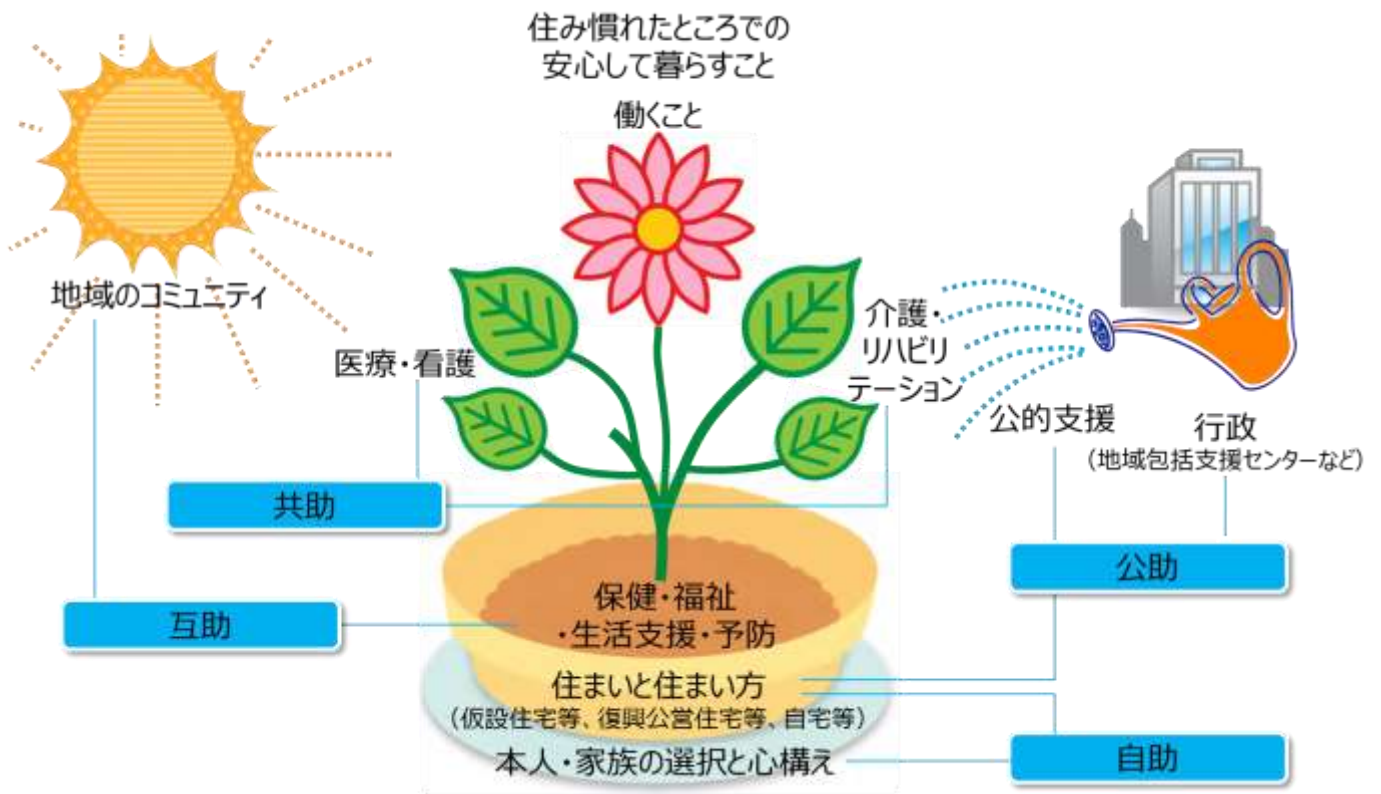 住み慣れたところでの
安心して暮らすこと
働くこと
地域のコミュニティ
医療・看護
介護・
リハビリ
テーション
公的支援
行政
（地域包括支援センターなど）
共助
公助
互助
保健・福祉
・生活支援・予防
住まいと住まい方
（仮設住宅等、復興公営住宅等、自宅等）
本人・家族の選択と心構え
自助